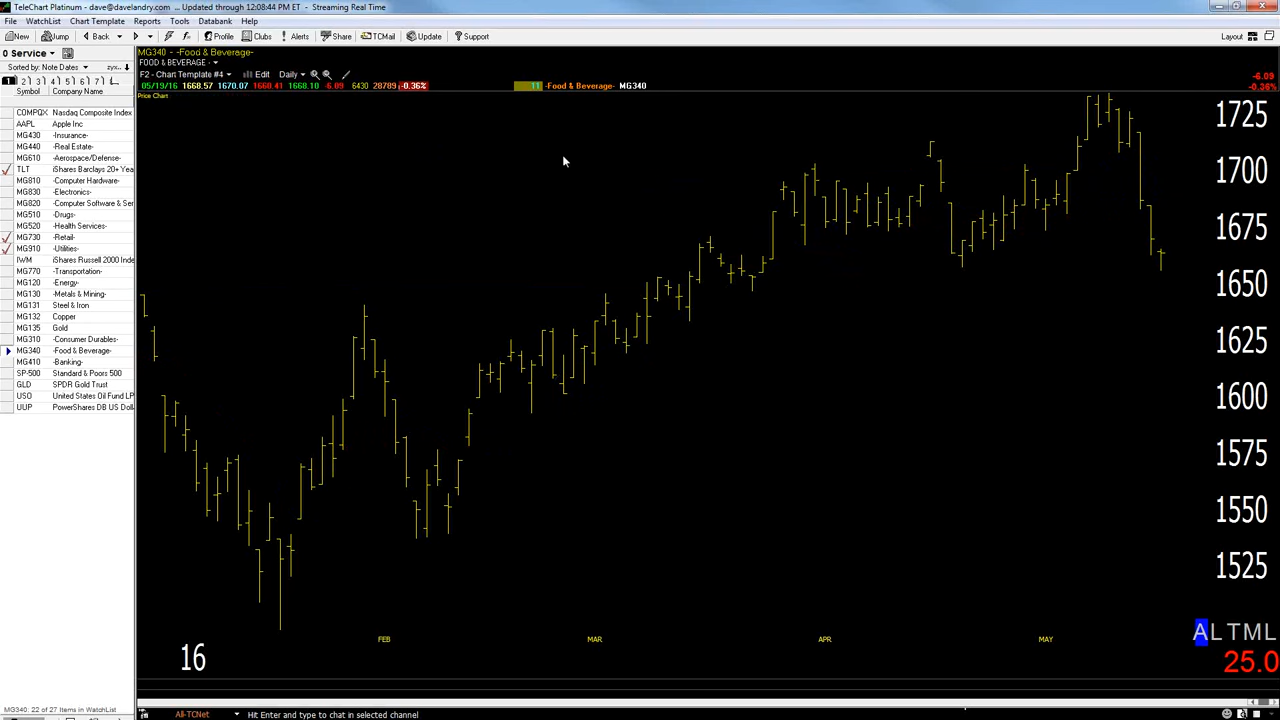 TeleChart Platinum - dave@davelandry.com ... Updated through 12:08:44 PM ET - Streaming Real Time
File WatchList Chart Template Reports Tools Databank Help
New Jump Back Profile Clubs Alerts Share TCMail Update Support Layout
0 Service
Sorted by: Note Dates xyz..
1 2 3 4 5 6 7
Symbol Company Name
COMPQX Nasdaq Composite Index
AAPL Apple Inc
MG430 -Insurance-
MG440 -Real Estate-
MG610 -Aerospace/Defense-
TLT iShares Barclays 20+ Yea
MG810 -Computer Hardware-
MG830 -Electronics-
MG820 -Computer Software & Ser
MG510 -Drugs-
MG520 -Health Services-
MG730 -Retail-
MG910 -Utilities-
IWM iShares Russell 2000 Inde
MG770 -Transportation-
MG120 -Energy-
MG130 -Metals & Mining-
MG131 Steel & Iron
MG132 Copper
MG135 Gold
MG310 -Consumer Durables-
MG340 -Food & Beverage-
MG410 -Banking-
SP-500 Standard & Poors 500
GLD SPDR Gold Trust
USO United States Oil Fund LP
UUP PowerShares DB US Doll
MG340: 22 of 27 Items in WatchList
MG340 - -Food & Beverage-
FOOD & BEVERAGE -
F2 - Chart Template #4 Edit Daily
05/19/16 1668.57 1670.07 1660.41 1668.10 -6.09 6430 28789 -0.36% 11 -Food & Beverage- MG340
-6.09
-0.36%
Price Chart
1725
1700
1675
1650
1625
1600
1575
1550
1525
FEB MAR APR MAY
16
ALTML
25.0
All-TCNet Hit Enter and type to chat in selected channel